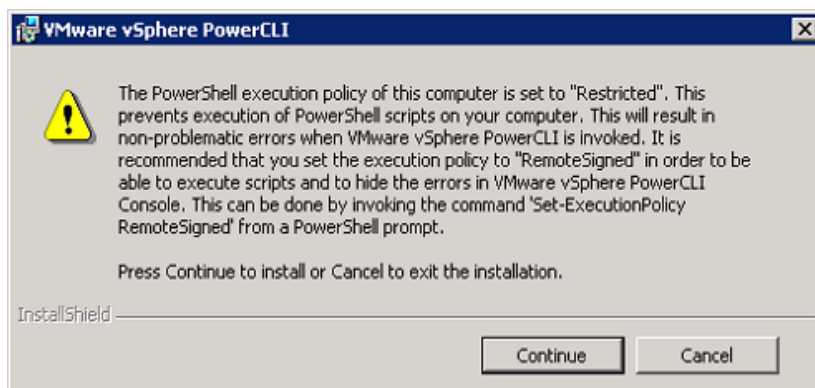 VMware vSphere PowerCLI
The PowerShell execution policy of this computer is set to "Restricted". This
prevents execution of PowerShell scripts on your computer. This will result in
non-problematic errors when VMware vSphere PowerCLI is invoked. It is
recommended that you set the execution policy to "RemoteSigned" in order to be
able to execute scripts and to hide the errors in VMware vSphere PowerCLI
Console. This can be done by invoking the command 'Set-ExecutionPolicy
RemoteSigned' from a PowerShell prompt.
Press Continue to install or Cancel to exit the installation.
InstallShield
Continue Cancel